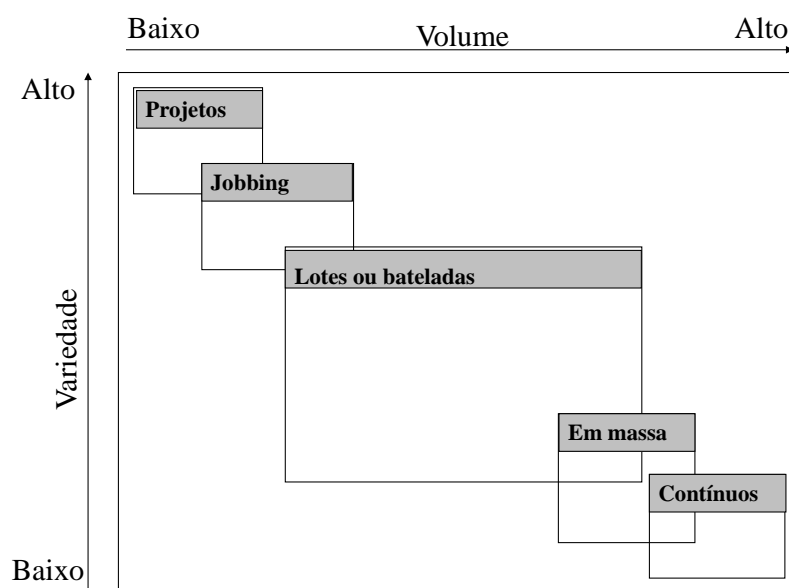 Baixo
Volume
Alto
Alto
Projetos
Jobbing
Lotes ou bateladas
Variedade
Em massa
Contínuos
Baixo